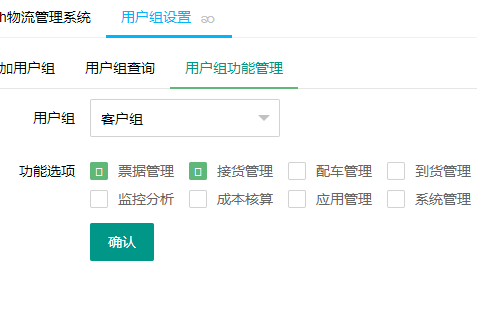 h物流管理系统 用户组设置
加用户组 用户组查询 用户组功能管理
用户组 客户组
功能选项 票据管理 接货管理 配车管理 到货管理
监控分析 成本核算 应用管理 系统管理
确认